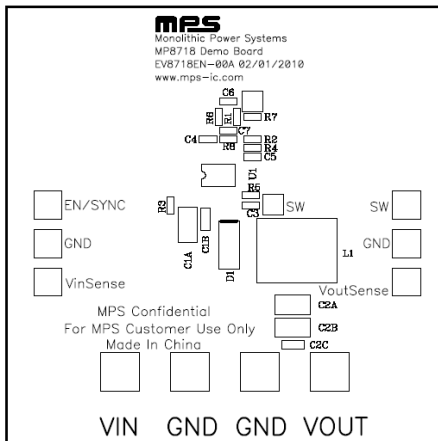 mps
Monolithic Power Systems
MP8718 Demo Board
EV8718EN-00A 02/01/2010
www.mps-ic.com
C6
R6
R1
R7
C7
C4
R8
R2
R4
C5
U1
R5
R3
C3
SW
SW
EN/SYNC
GND
GND
C1A
C1B
D1
L1
VinSense
VoutSense
C2A
MPS Confidential
C2B
For MPS Customer Use Only
Made In China
C2C
VIN GND GND VOUT